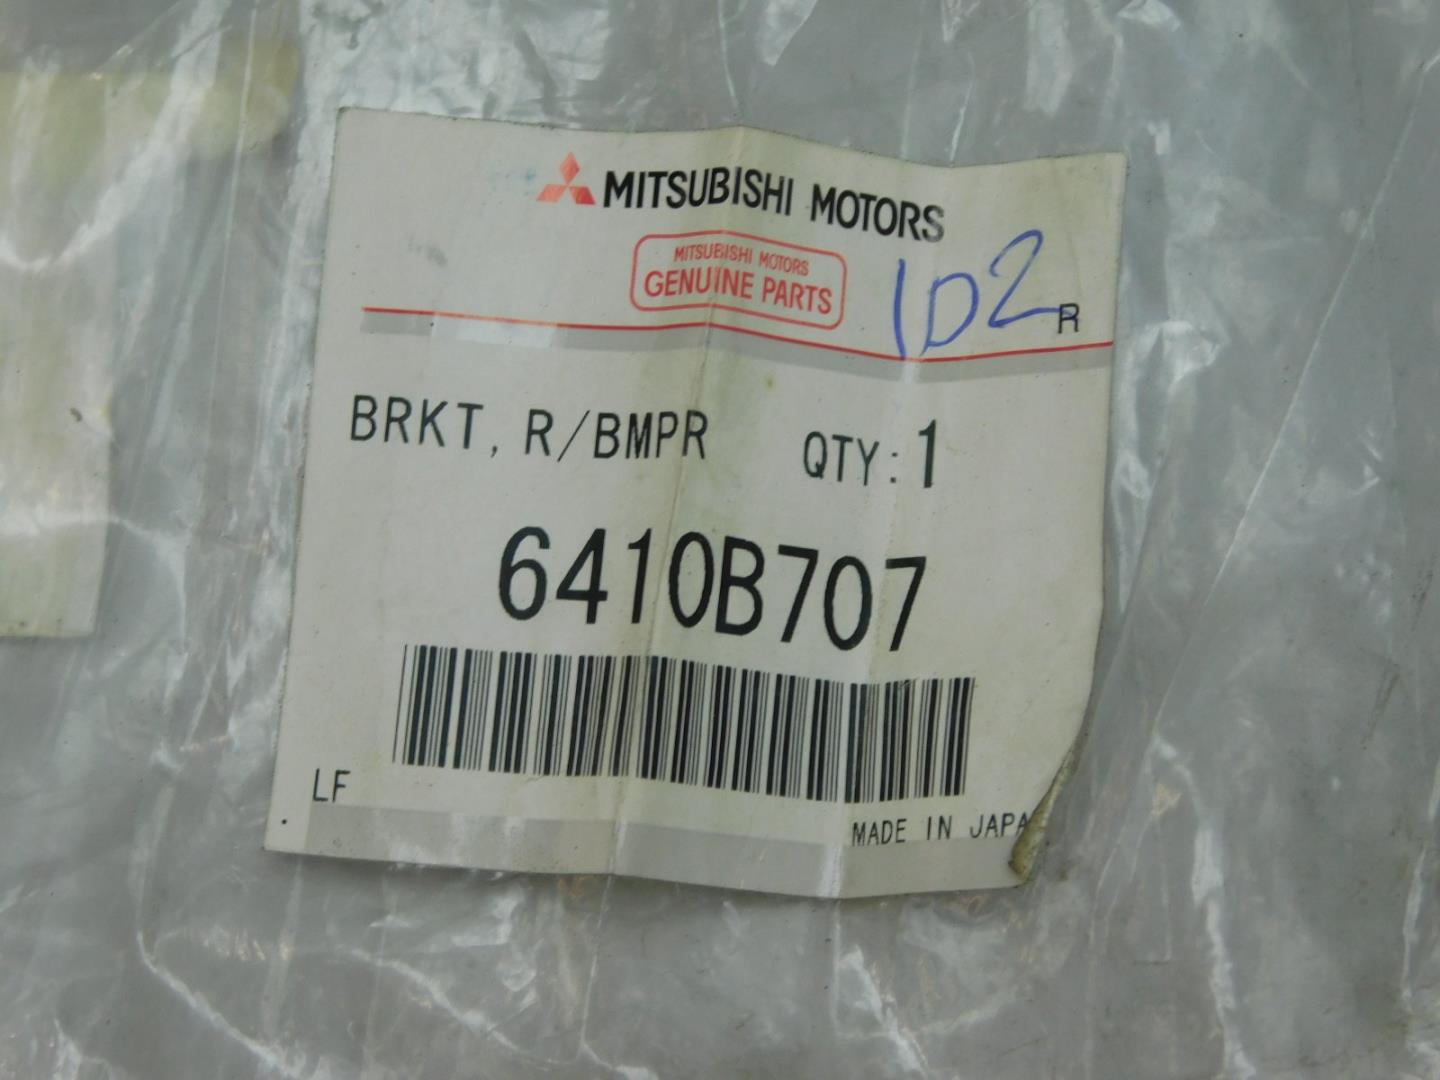 MITSUBISHI MOTORS
MITSUBISHI MOTORS
GENUINE PARTS
1D2
R
BRKT, R/BMPR QTY: 1
6410B707
LF
MADE IN JAPA